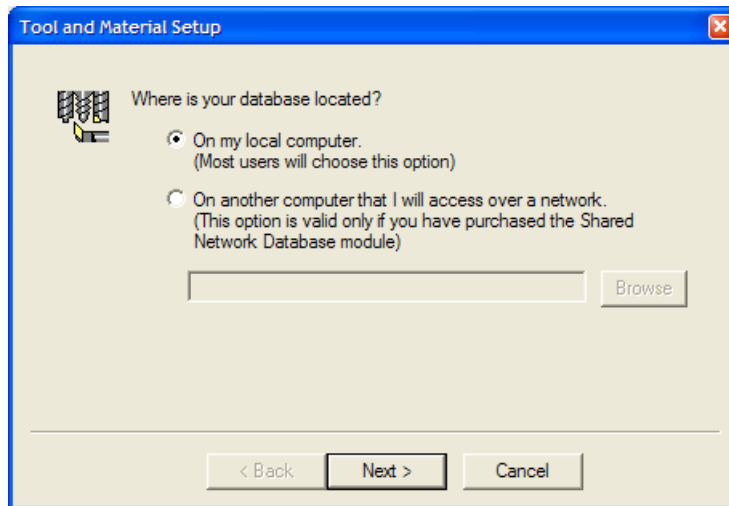 Tool and Material Setup
Where is your database located?
On my local computer.
(Most users will choose this option)
On another computer that I will access over a network.
(This option is valid only if you have purchased the Shared
Network Database module)
Browse
< Back
Next >
Cancel